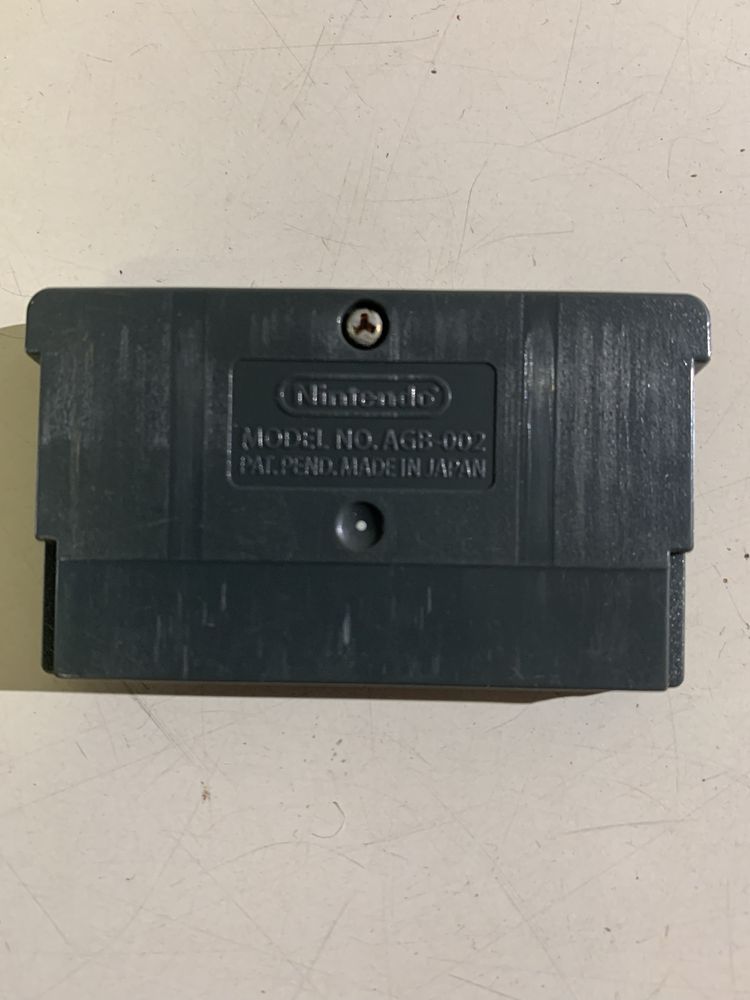 Nintendo
MODEL NO. AGB-002
PAT. PEND. MADE IN JAPAN